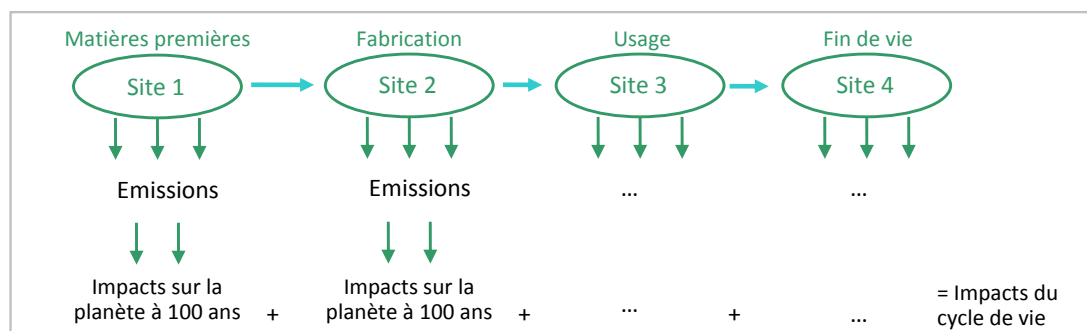 Matières premières
Fabrication
Usage
Fin de vie
Site 1
Site 2
Site 3
Site 4
Emissions
Emissions
...
...
Impacts sur la
planète à 100 ans
+
Impacts sur la
planète à 100 ans
+
...
+
...
= Impacts du
cycle de vie